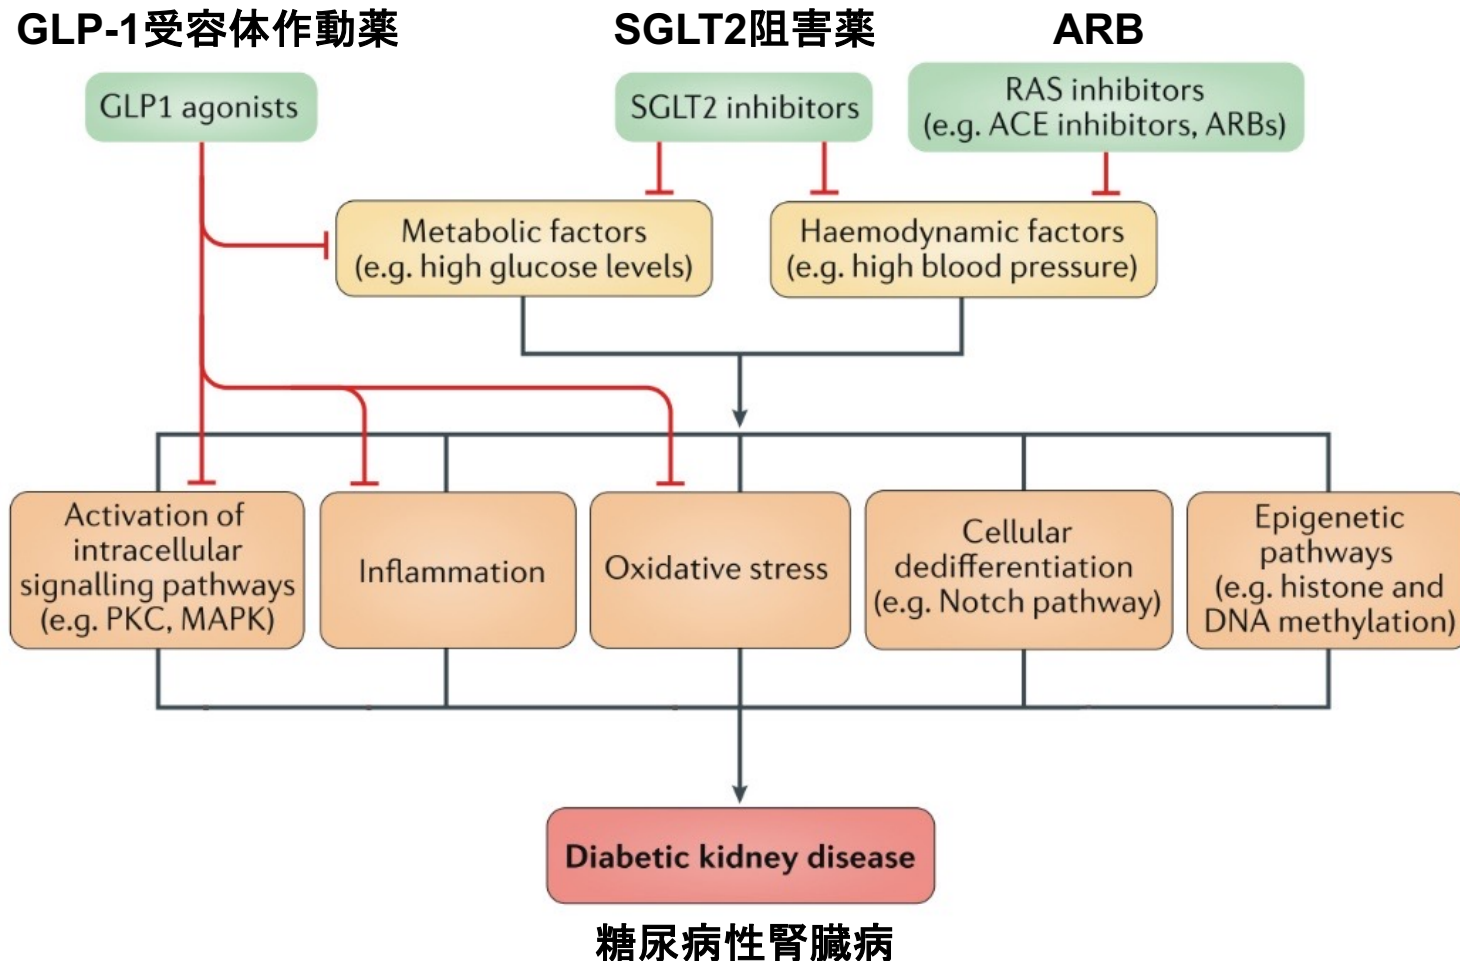 GLP-1受容体作動薬
SGLT2阻害薬
ARB
GLP1 agonists
SGLT2 inhibitors
RAS inhibitors
(e.g. ACE inhibitors, ARBs)
Metabolic factors
(e.g. high glucose levels)
Haemodynamic factors
(e.g. high blood pressure)
Activation of
intracellular
signalling pathways
(e.g. PKC, MAPK)
Inflammation
Oxidative stress
Cellular
dedifferentiation
(e.g. Notch pathway)
Epigenetic
pathways
(e.g. histone and
DNA methylation)
Diabetic kidney disease
糖尿病性腎臓病